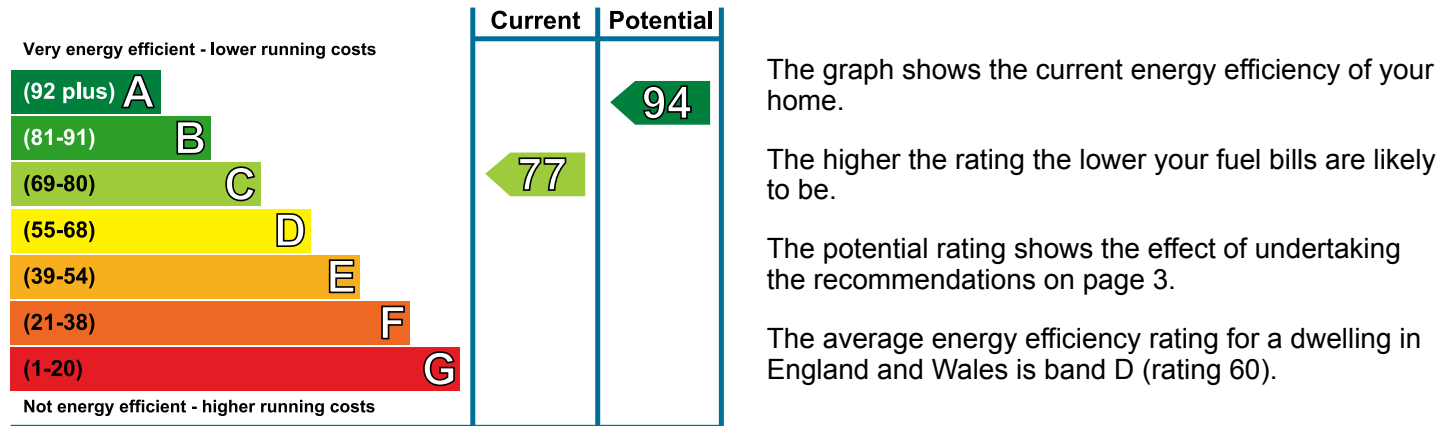 Current Potential
Very energy efficient - lower running costs
(92 plus) A
94
(81-91) B
77
(69-80) C
(55-68) D
(39-54) E
(21-38) F
(1-20) G
Not energy efficient - higher running costs
The graph shows the current energy efficiency of your
home.
The higher the rating the lower your fuel bills are likely
to be.
The potential rating shows the effect of undertaking
the recommendations on page 3.
The average energy efficiency rating for a dwelling in
England and Wales is band D (rating 60).